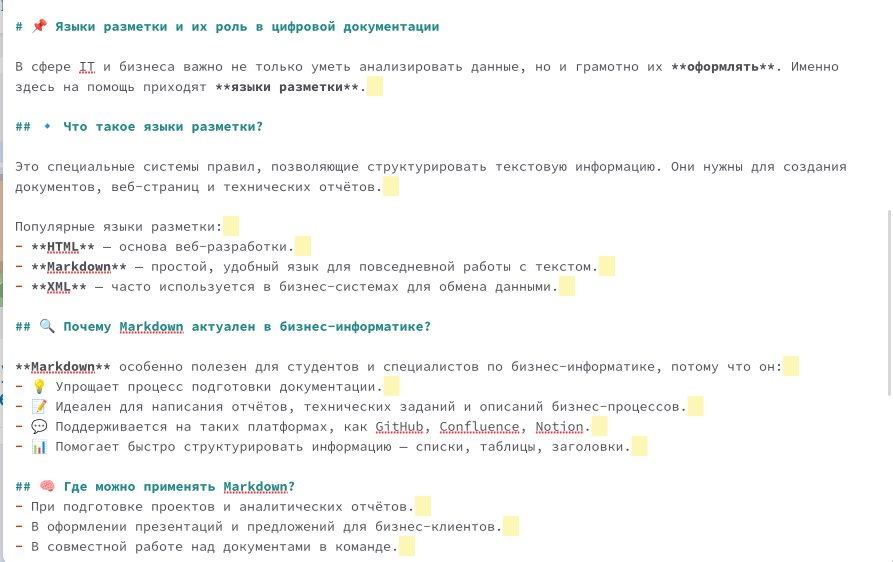 # 📌 Языки разметки и их роль в цифровой документации
В сфере IT и бизнеса важно не только уметь анализировать данные, но и грамотно их **оформлять**. Именно
здесь на помощь приходят **языки разметки**.
## 🔹 Что такое языки разметки?
Это специальные системы правил, позволяющие структурировать текстовую информацию. Они нужны для создания
документов, веб-страниц и технических отчётов.
Популярные языки разметки:
- **HTML** — основа веб-разработки.
- **Markdown** — простой, удобный язык для повседневной работы с текстом.
- **XML** — часто используется в бизнес-системах для обмена данными.
## 🔍 Почему Markdown актуален в бизнес-информатике?
**Markdown** особенно полезен для студентов и специалистов по бизнес-информатике, потому что он:
- 💡 Упрощает процесс подготовки документации.
- 📝 Идеален для написания отчётов, технических заданий и описаний бизнес-процессов.
- 💬 Поддерживается на таких платформах, как GitHub, Confluence, Notion.
- 📊 Помогает быстро структурировать информацию — списки, таблицы, заголовки.
## 🧠 Где можно применять Markdown?
- При подготовке проектов и аналитических отчётов.
- В оформлении презентаций и предложений для бизнес-клиентов.
- В совместной работе над документами в команде.